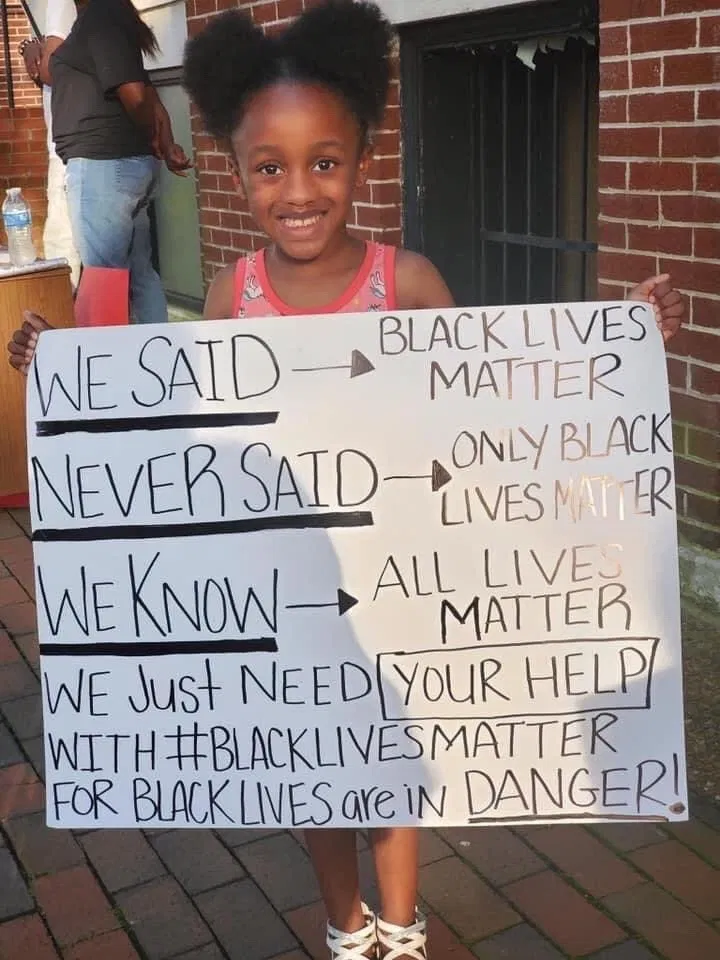 WE SAID → BLACK LIVES
MATTER
NEVER SAID → ONLY BLACK
LIVES MATTER
WE KNOW → ALL LIVES
MATTER
WE JUST NEED YOUR HELP
WITH #BLACKLIVESMATTER
FOR BLACK LIVES are iN DANGER!